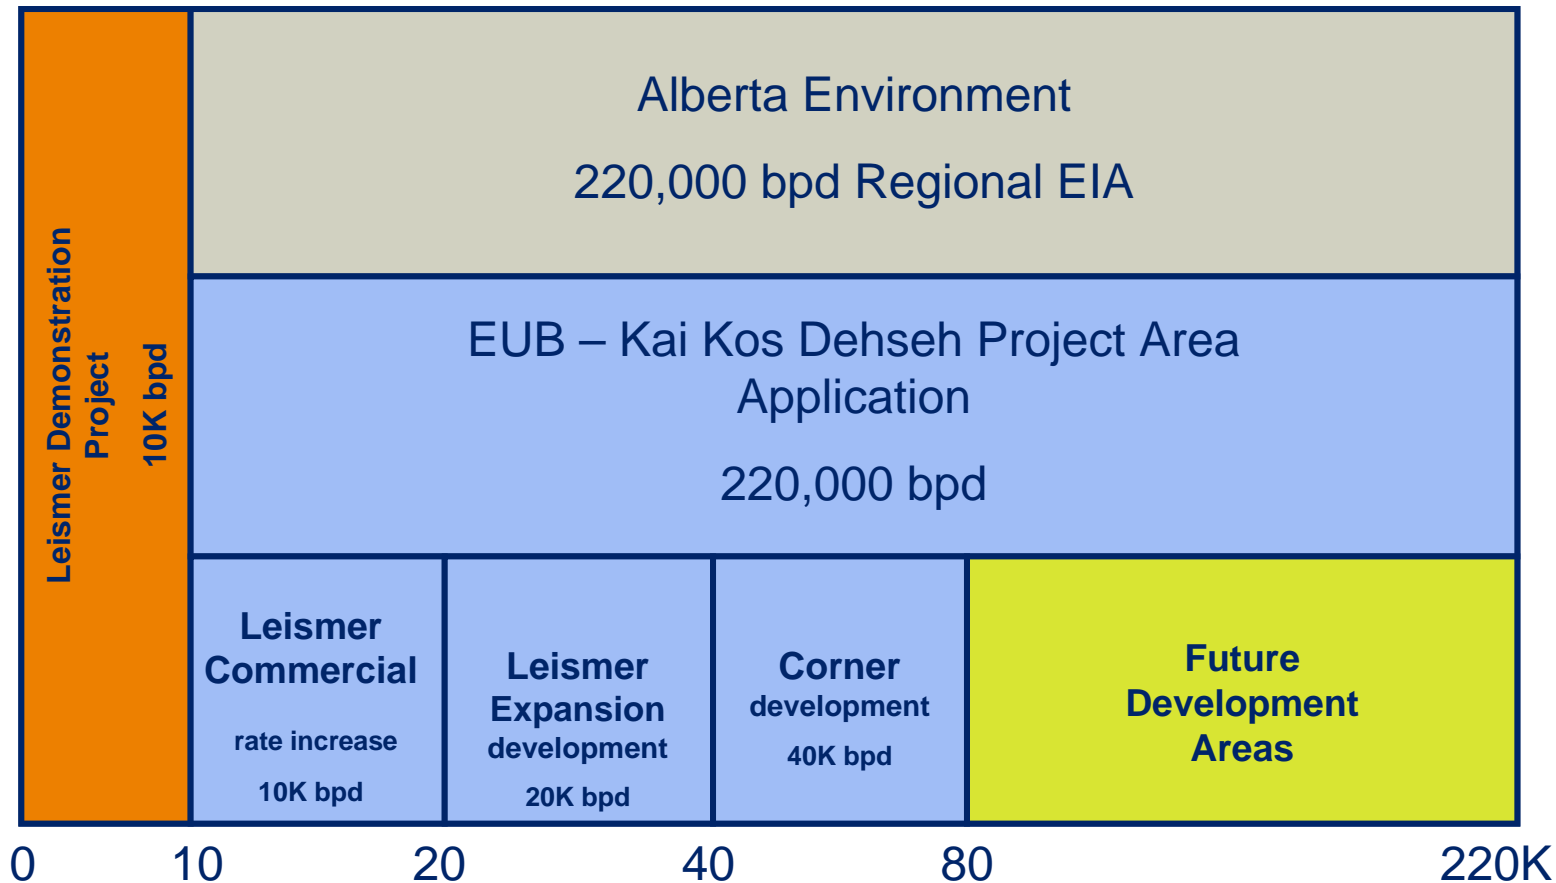 Leismer Demonstration
Project
10K bpd
Alberta Environment
220,000 bpd Regional EIA
EUB – Kai Kos Dehseh Project Area
Application
220,000 bpd
Leismer
Commercial
rate increase
10K bpd
Leismer
Expansion
development
20K bpd
Corner
development
40K bpd
Future
Development
Areas
0 10 20 40 80 220K